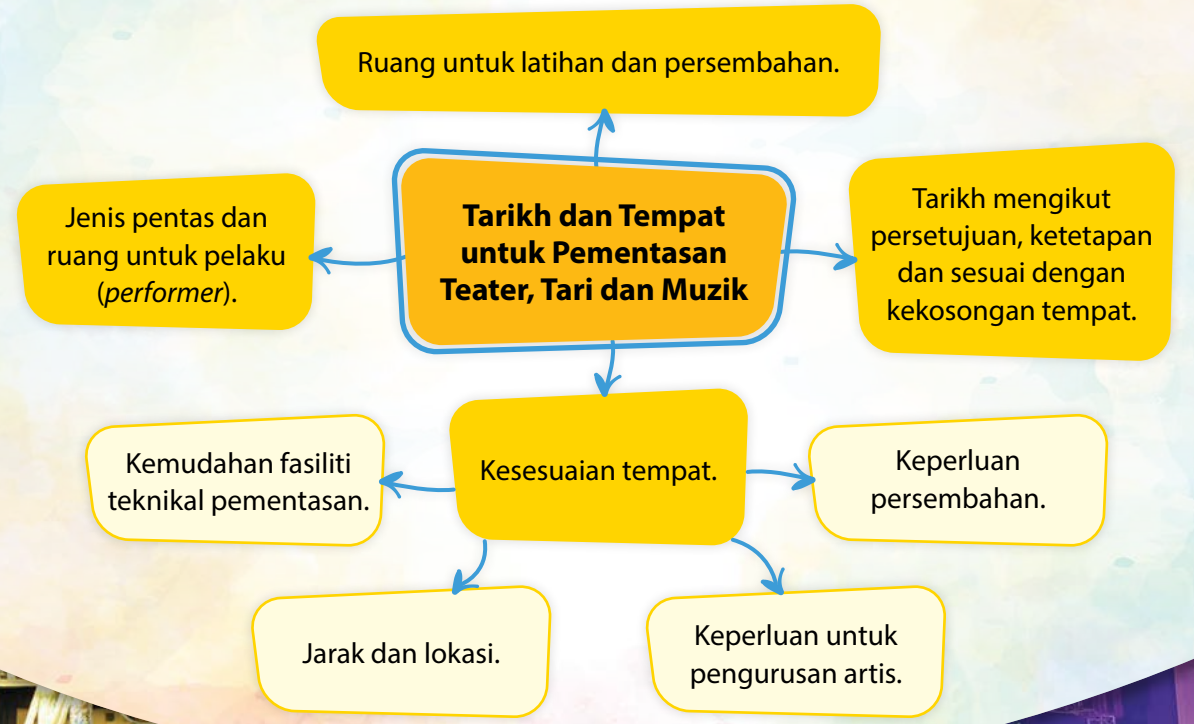 Ruang untuk latihan dan persembahan.
Jenis pentas dan
ruang untuk pelaku
(performer).
Tarikh dan Tempat
untuk Pementasan
Teater, Tari dan Muzik
Tarikh mengikut
persetujuan, ketetapan
dan sesuai dengan
kekosongan tempat.
Kemudahan fasiliti
teknikal pementasan.
Kesesuaian tempat.
Keperluan
persembahan.
Jarak dan lokasi.
Keperluan untuk
pengurusan artis.